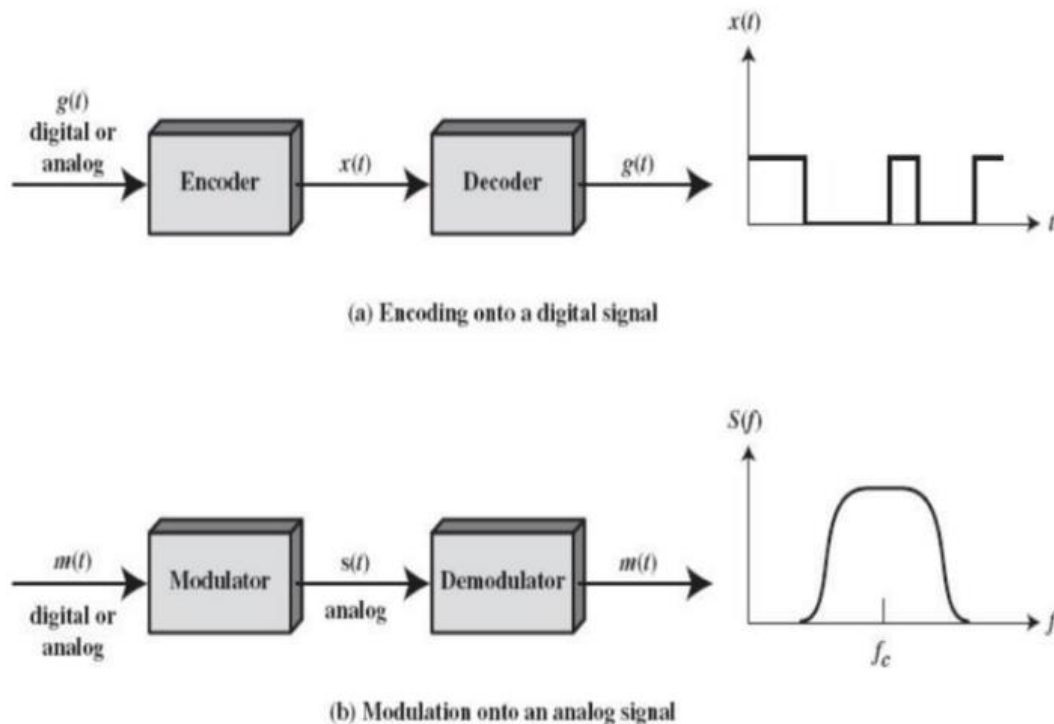 x(t)
g(t)
digital or
analog
Encoder
x(t)
Decoder
g(t)
t
(a) Encoding onto a digital signal
S(f)
m(t)
digital or
analog
Modulator
s(t)
analog
Demodulator
m(t)
f
fc
(b) Modulation onto an analog signal